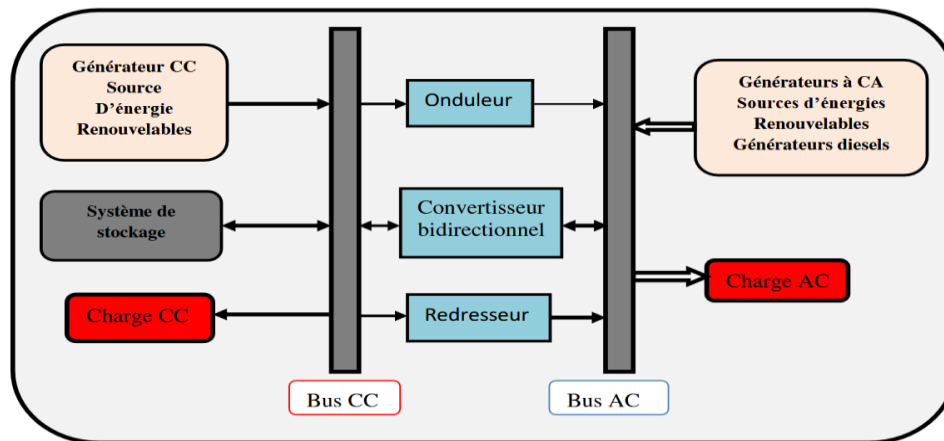 Générateur CC
Source
D’énergie
Renouvelables
Onduleur
Générateurs à CA
Sources d’énergies
Renouvelables
Générateurs diesels
Système de
stockage
Convertisseur
bidirectionnel
Charge CC
Redresseur
Charge AC
Bus CC
Bus AC